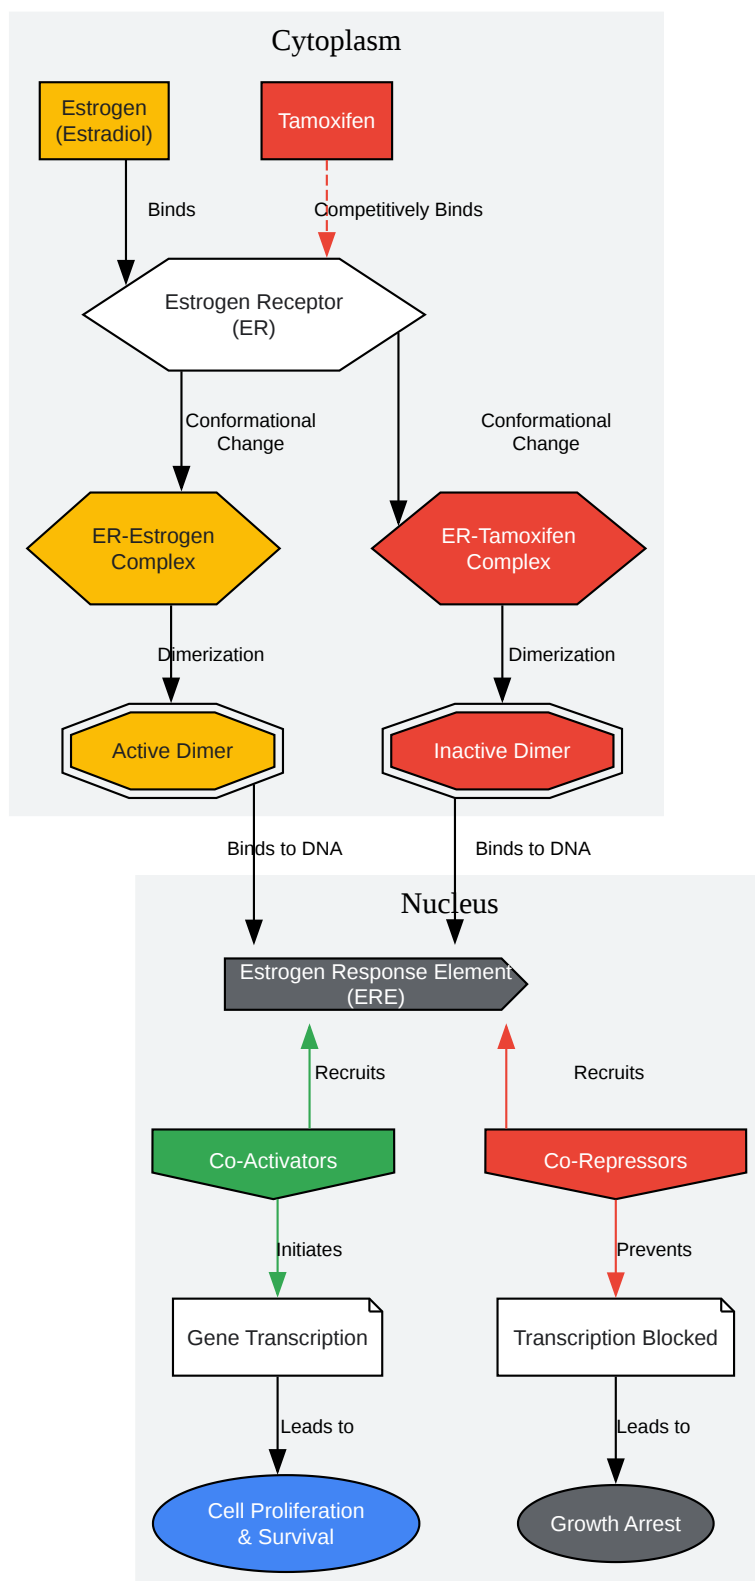 Cytoplasm
Estrogen
(Estradiol)
Tamoxifen
Binds
Competitively Binds
Estrogen Receptor
(ER)
Conformational
Change
Conformational
Change
ER-Estrogen
Complex
ER-Tamoxifen
Complex
Dimerization
Dimerization
Active Dimer
Inactive Dimer
Binds to DNA
Binds to DNA
Nucleus
Estrogen Response Element
(ERE)
Recruits
Recruits
Co-Activators
Co-Repressors
Initiates
Prevents
Gene Transcription
Transcription Blocked
Leads to
Leads to
Cell Proliferation
& Survival
Growth Arrest